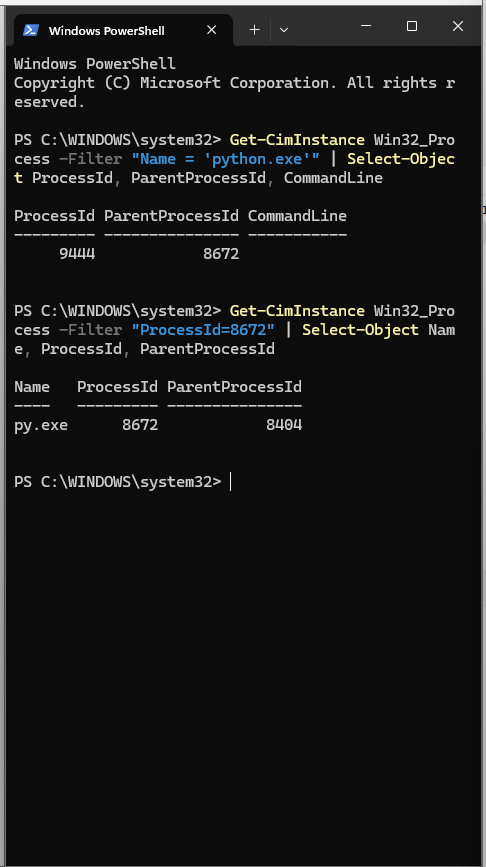 Windows PowerShell
Windows PowerShell
Copyright (C) Microsoft Corporation. All rights r
eserved.
PS C:\WINDOWS\system32> Get-CimInstance Win32_Pro
cess -Filter "Name = 'python.exe'" | Select-Objec
t ProcessId, ParentProcessId, CommandLine
ProcessId ParentProcessId CommandLine
--------- --------------- -----------
     9444            8672
PS C:\WINDOWS\system32> Get-CimInstance Win32_Pro
cess -Filter "ProcessId=8672" | Select-Object Nam
e, ProcessId, ParentProcessId
Name   ProcessId ParentProcessId
----   --------- ---------------
py.exe      8672            8404
PS C:\WINDOWS\system32>